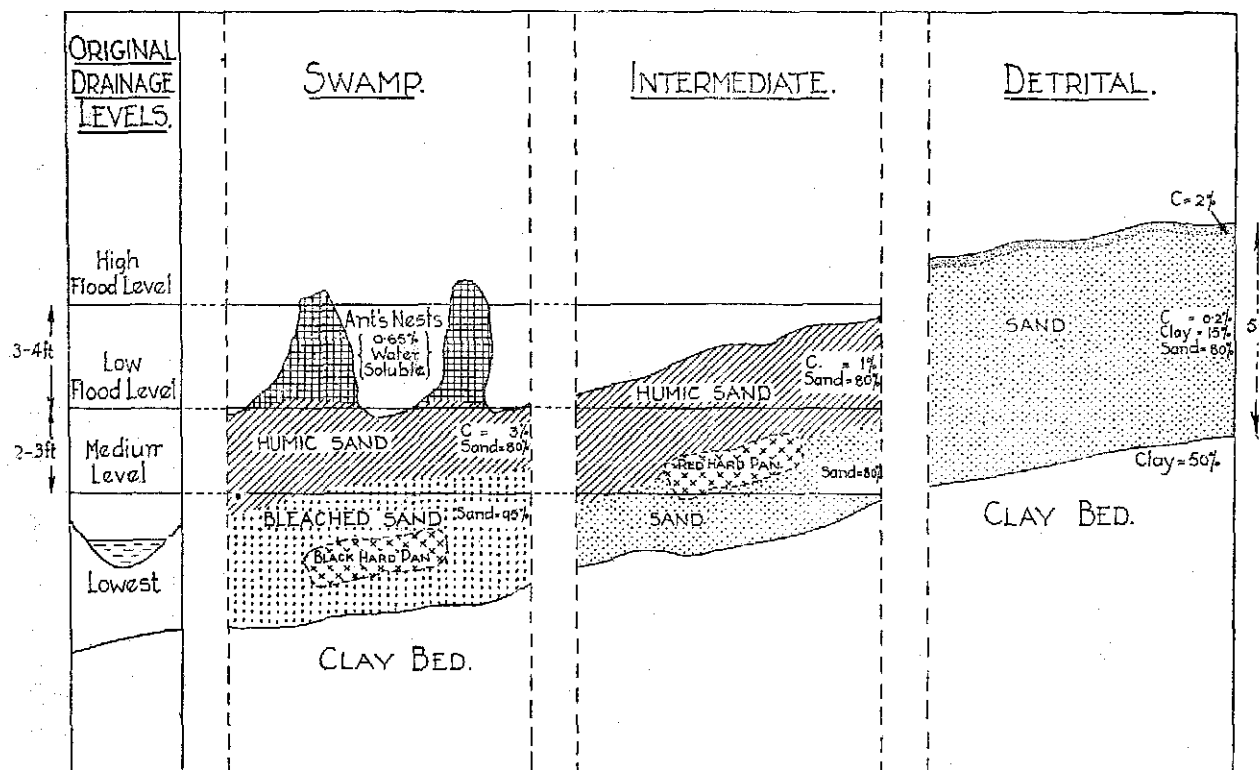 ORIGINAL
DRAINAGE
LEVELS.
High
Flood Level
3-4ft
Low
Flood Level
2-3ft
Medium
Level
Lowest
SWAMP.
Ant's Nests
0.65%
Water
Soluble
HUMIC SAND
C = 3%
Sand=80%
BLEACHED SAND
Sand=95%
BLACK HARD PAN
CLAY BED.
INTERMEDIATE.
C. = 1%
Sand=80%
HUMIC SAND
RED HARD PAN
Sand=80%
SAND
DETRITAL.
C = 2%
SAND
C = 0.2%
Clay = 15%
Sand=80%
5
Clay=50%
CLAY BED.